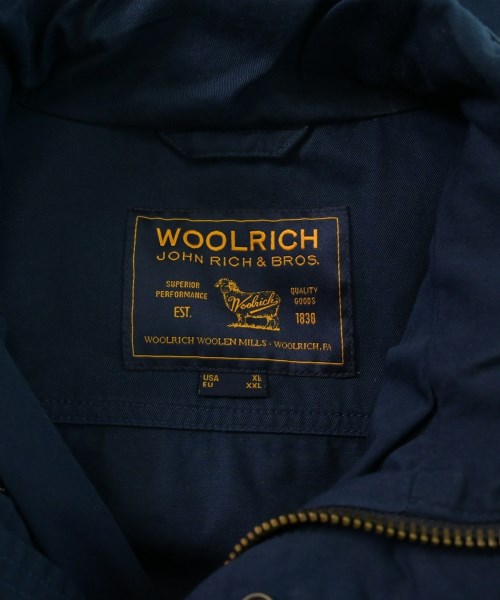 WOOLRICH
JOHN RICH & BROS.
SUPERIOR
PERFORMANCE
EST.
Woolrich
QUALITY
GOODS
1830
WOOLRICH WOOLEN MILLS · WOOLRICH, PA
USA XL
EU XXL